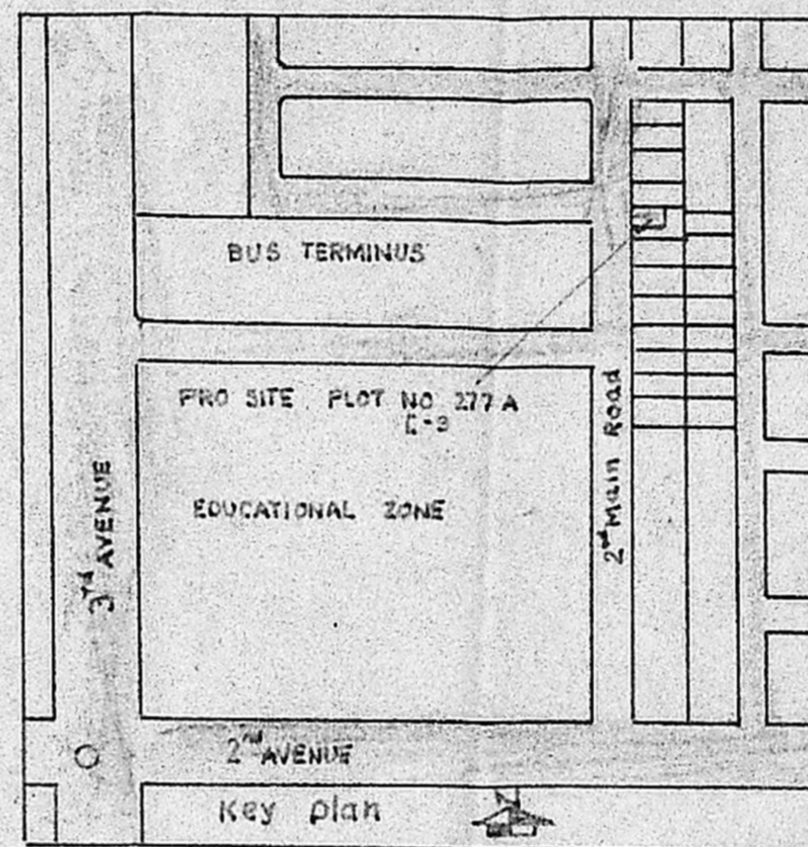 BUS TERMINUS
PRO SITE PLOT NO 277 A
EDUCATIONAL ZONE
3rd AVENUE
2nd Main Road
2nd AVENUE
Key plan